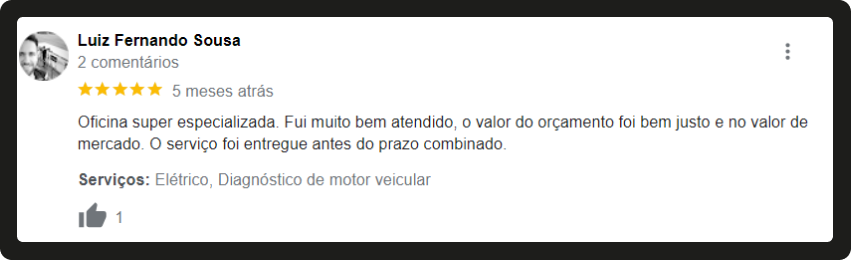 Luiz Fernando Sousa
2 comentários
5 meses atrás
Oficina super especializada. Fui muito bem atendido, o valor do orçamento foi bem justo e no valor de
mercado. O serviço foi entregue antes do prazo combinado.
Serviços: Elétrico, Diagnóstico de motor veicular
1